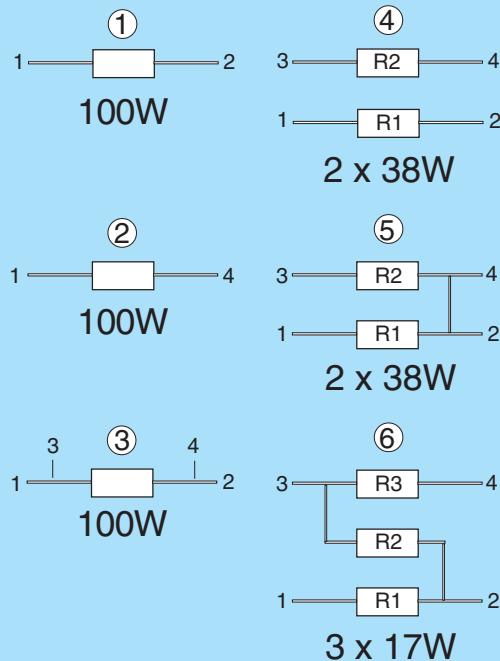 ①
1 2
100W
②
1 4
100W
③
3 4
1 2
100W
④
3 R2 4
1 R1 2
2 x 38W
⑤
3 R2 4
1 R1 2
2 x 38W
⑥
3 R3 4
R2
1 R1 2
3 x 17W